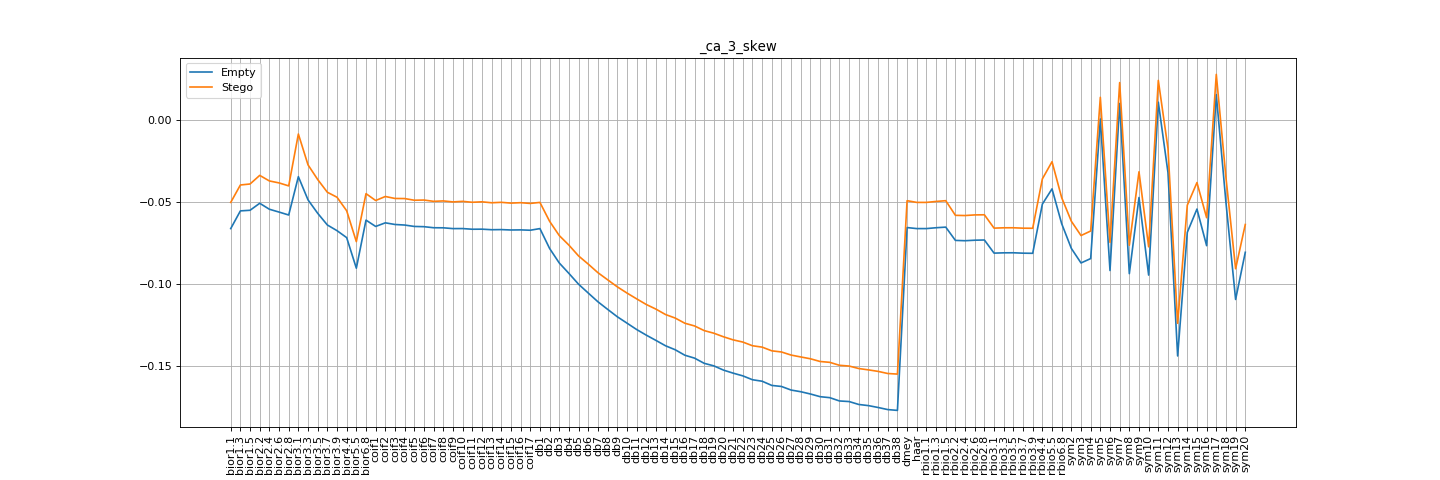 _ca_3_skew
Empty
Stego
0.00
−0.05
−0.10
−0.15
bior1.1
bior1.3
bior1.5
bior2.2
bior2.4
bior2.6
bior2.8
bior3.1
bior3.3
bior3.5
bior3.7
bior3.9
bior4.4
bior5.5
bior6.8
coif1
coif2
coif3
coif4
coif5
coif6
coif7
coif8
coif9
coif10
coif11
coif12
coif13
coif14
coif15
coif16
coif17
db1
db2
db3
db4
db5
db6
db7
db8
db9
db10
db11
db12
db13
db14
db15
db16
db17
db18
db19
db20
db21
db22
db23
db24
db25
db26
db27
db28
db29
db30
db31
db32
db33
db34
db35
db36
db37
db38
dmey
haar
rbio1.1
rbio1.3
rbio1.5
rbio2.2
rbio2.4
rbio2.6
rbio2.8
rbio3.1
rbio3.3
rbio3.5
rbio3.7
rbio3.9
rbio4.4
rbio5.5
rbio6.8
sym2
sym3
sym4
sym5
sym6
sym7
sym8
sym9
sym10
sym11
sym12
sym13
sym14
sym15
sym16
sym17
sym18
sym19
sym20